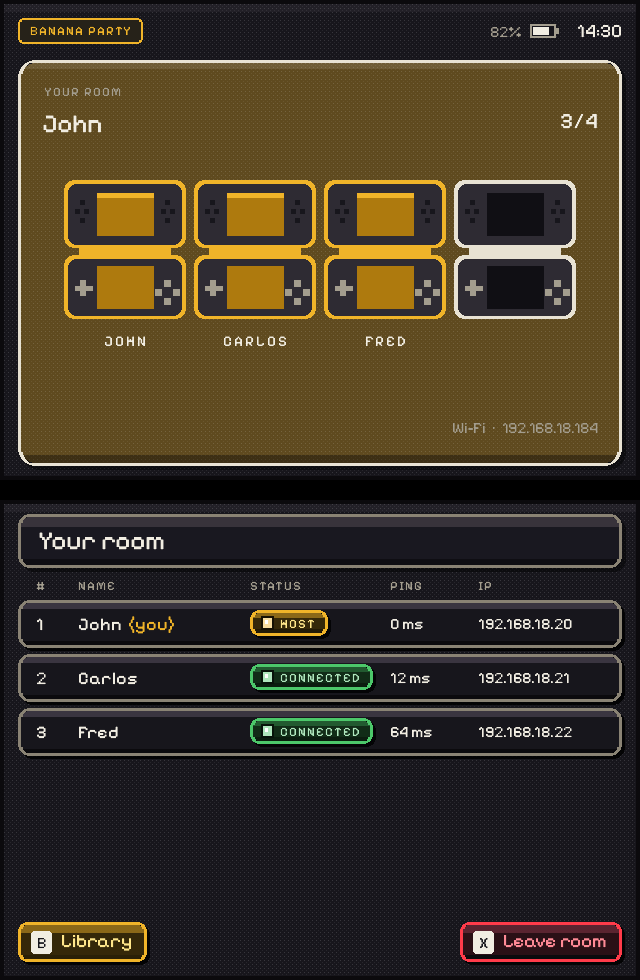 BANANA PARTY
82% 14:30
YOUR ROOM
John 3/4
JOHN CARLOS FRED
Wi-Fi · 192.168.18.184
Your room
# NAME STATUS PING IP
1 John (you) HOST 0 ms 192.168.18.20
2 Carlos CONNECTED 12 ms 192.168.18.21
3 Fred CONNECTED 64 ms 192.168.18.22
B Library X Leave room